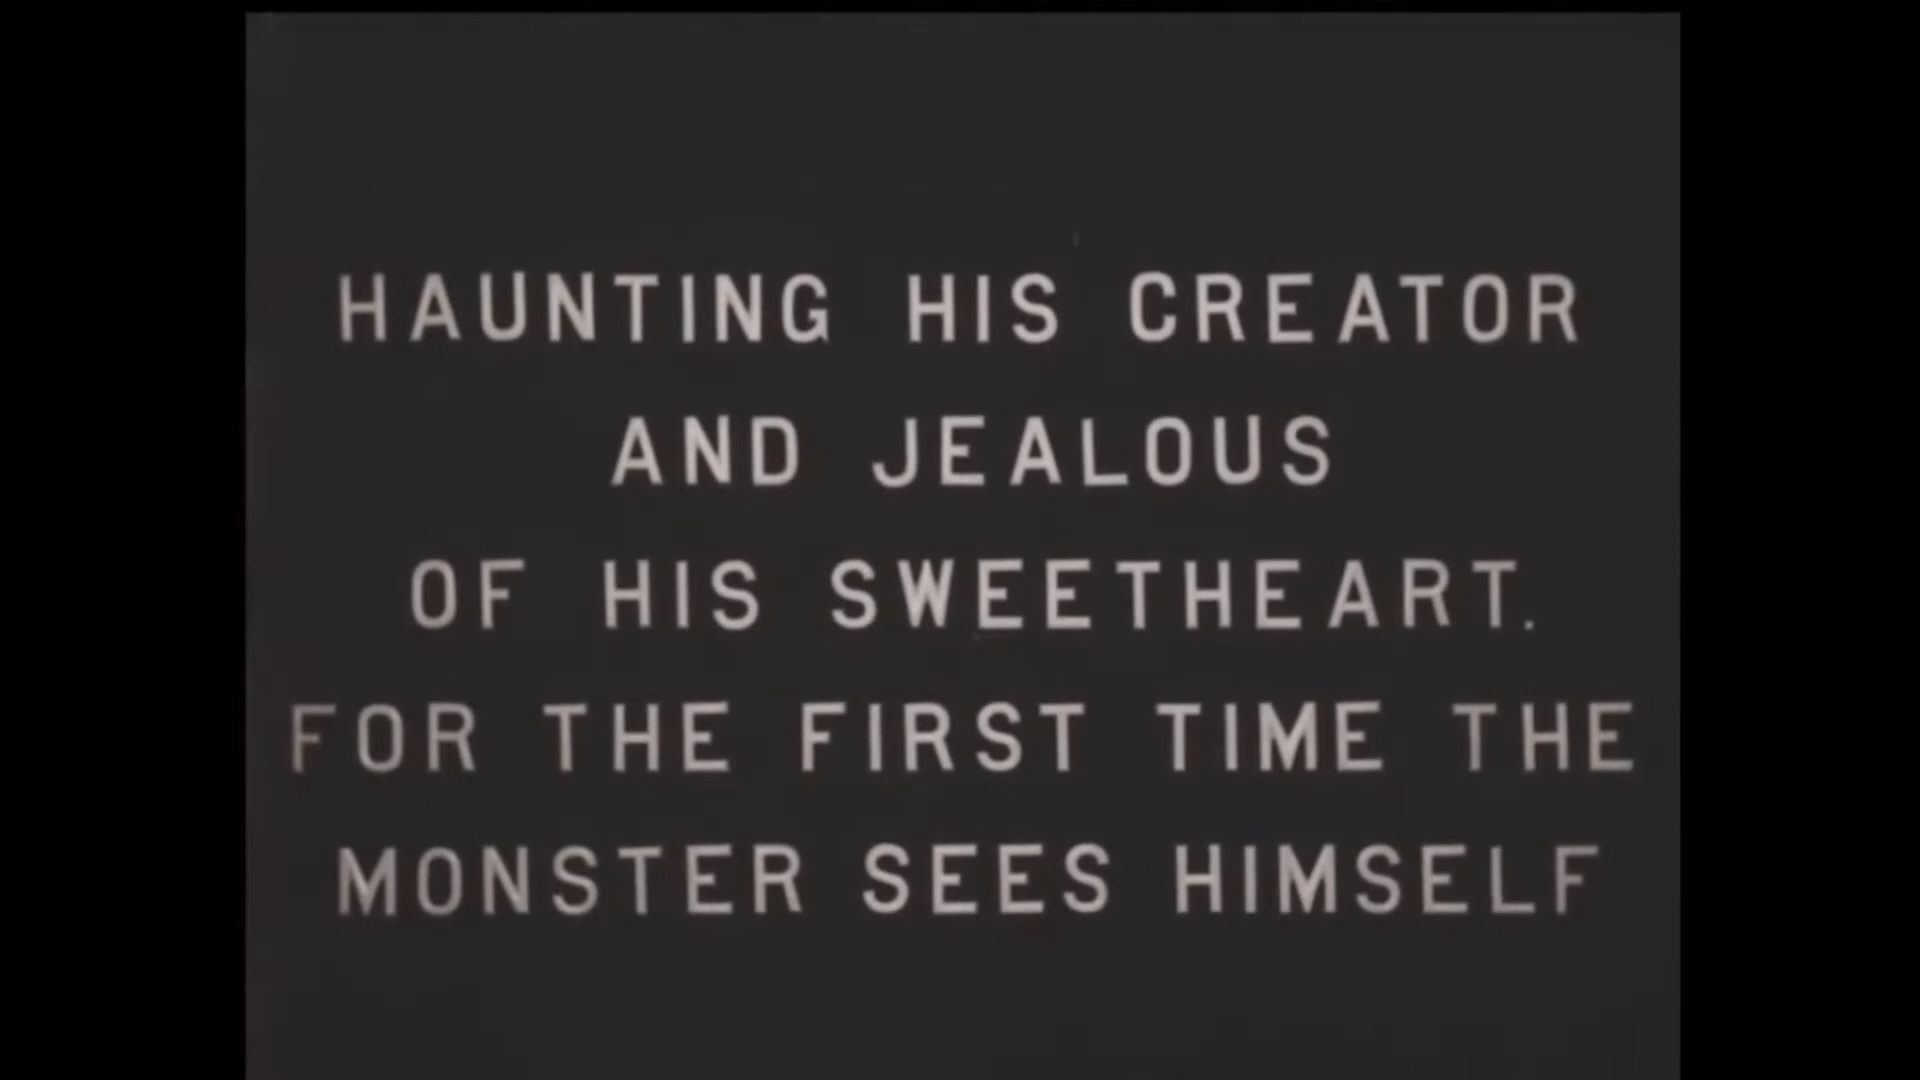 HAUNTING HIS CREATOR
AND JEALOUS
OF HIS SWEETHEART.
FOR THE FIRST TIME THE
MONSTER SEES HIMSELF